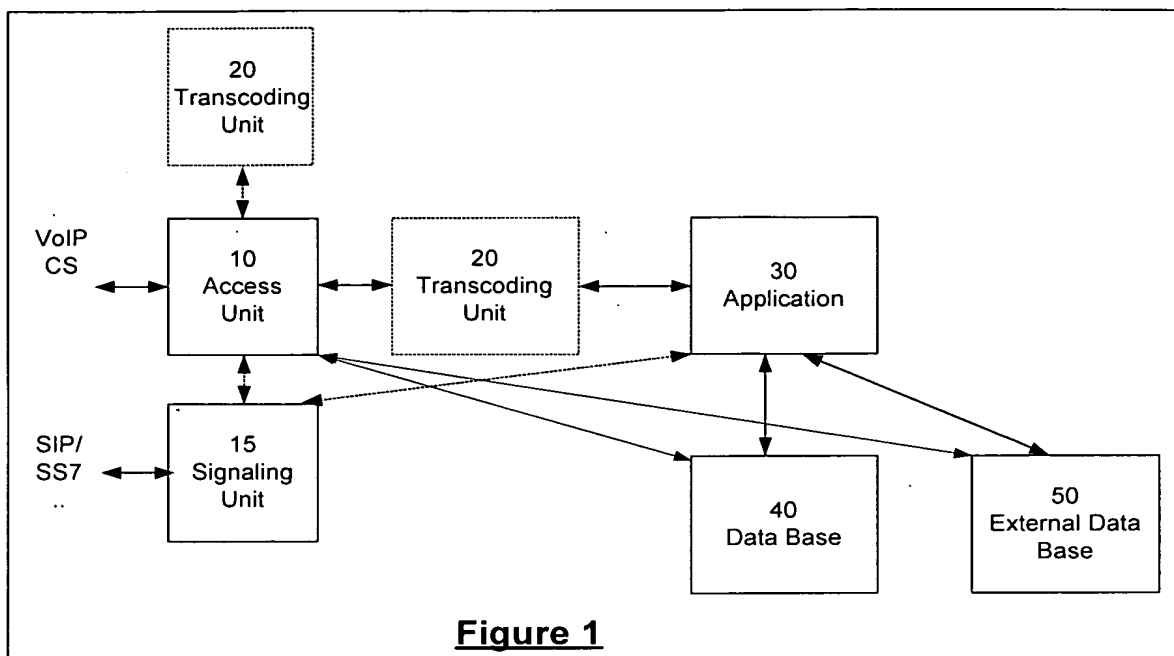 20
Transcoding
Unit
VoIP
CS
10
Access
Unit
20
Transcoding
Unit
30
Application
SIP/
SS7
..
15
Signaling
Unit
40
Data Base
50
External Data
Base
Figure 1